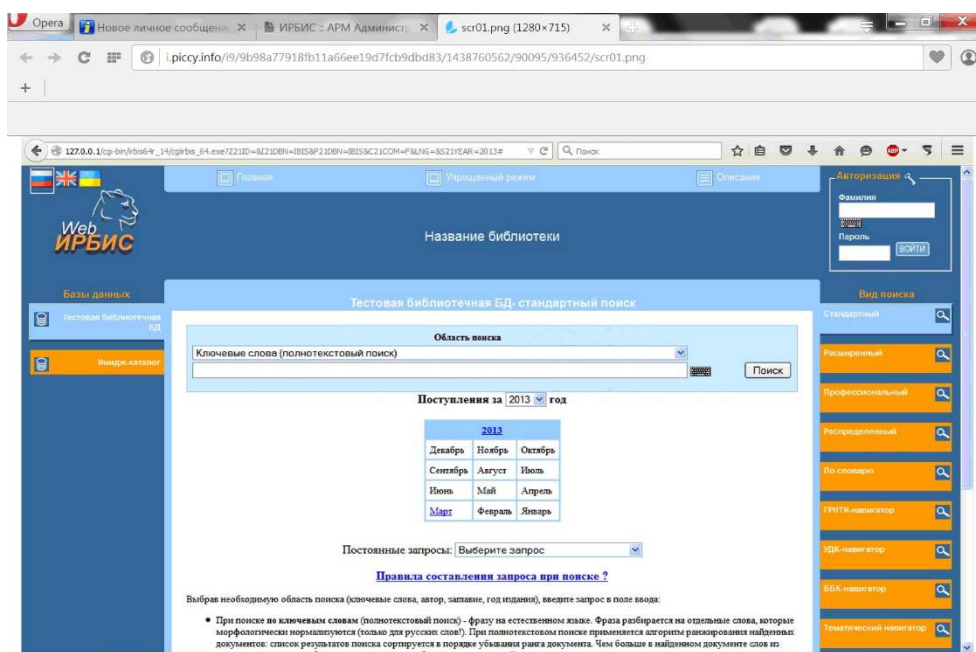 Opera
Новое личное сообщени
ИРБИС :: АРМ Администр
scr01.png (1280×715)
i.piccy.info/i9/9b98a77918fb11a66ee19d7fcb9dbd83/1438760562/90095/936452/scr01.png
127.0.0.1/cgi-bin/irbis64r_14/cgiirbis_64.exe?Z21ID=&I21DBN=IBIS&P21DBN=IBIS&C21COM=F&LNG=&S21YEAR=2013#
Поиск
ABP
Главная
Упрощенный режим
Описание
Авторизация
Фамилия
Пароль
ВОЙТИ
Web
ИРБИС
Название библиотеки
Базы данных
Тестовая библиотечная
БД
Имидж-каталог
Тестовая библиотечная БД- стандартный поиск
Область поиска
Ключевые слова (полнотекстовый поиск)
Поиск
Поступления за 2013 год
2013
Декабрь Ноябрь Октябрь
Сентябрь Август Июль
Июнь Май Апрель
Март Февраль Январь
Постоянные запросы: Выберите запрос
Правила составления запроса при поиске ?
Выбрав необходимую область поиска (ключевые слова, автор, заглавие, год издания), введите запрос в поле ввода:
При поиске по ключевым словам (полнотекстовый поиск) - фразу на естественном языке. Фраза разбирается на отдельные слова, которые
морфологически нормализуются (только для русских слов!). При полнотекстовом поиске применяется алгоритм ранжирования найденных
документов: список результатов поиска сортируется в порядке убывания ранга документа. Чем больше в найденном документе слов из
Вид поиска
Стандартный
Расширенный
Профессиональный
Распределенный
По словарю
ГРНТИ-навигатор
УДК-навигатор
ББК-навигатор
Тематический навигатор